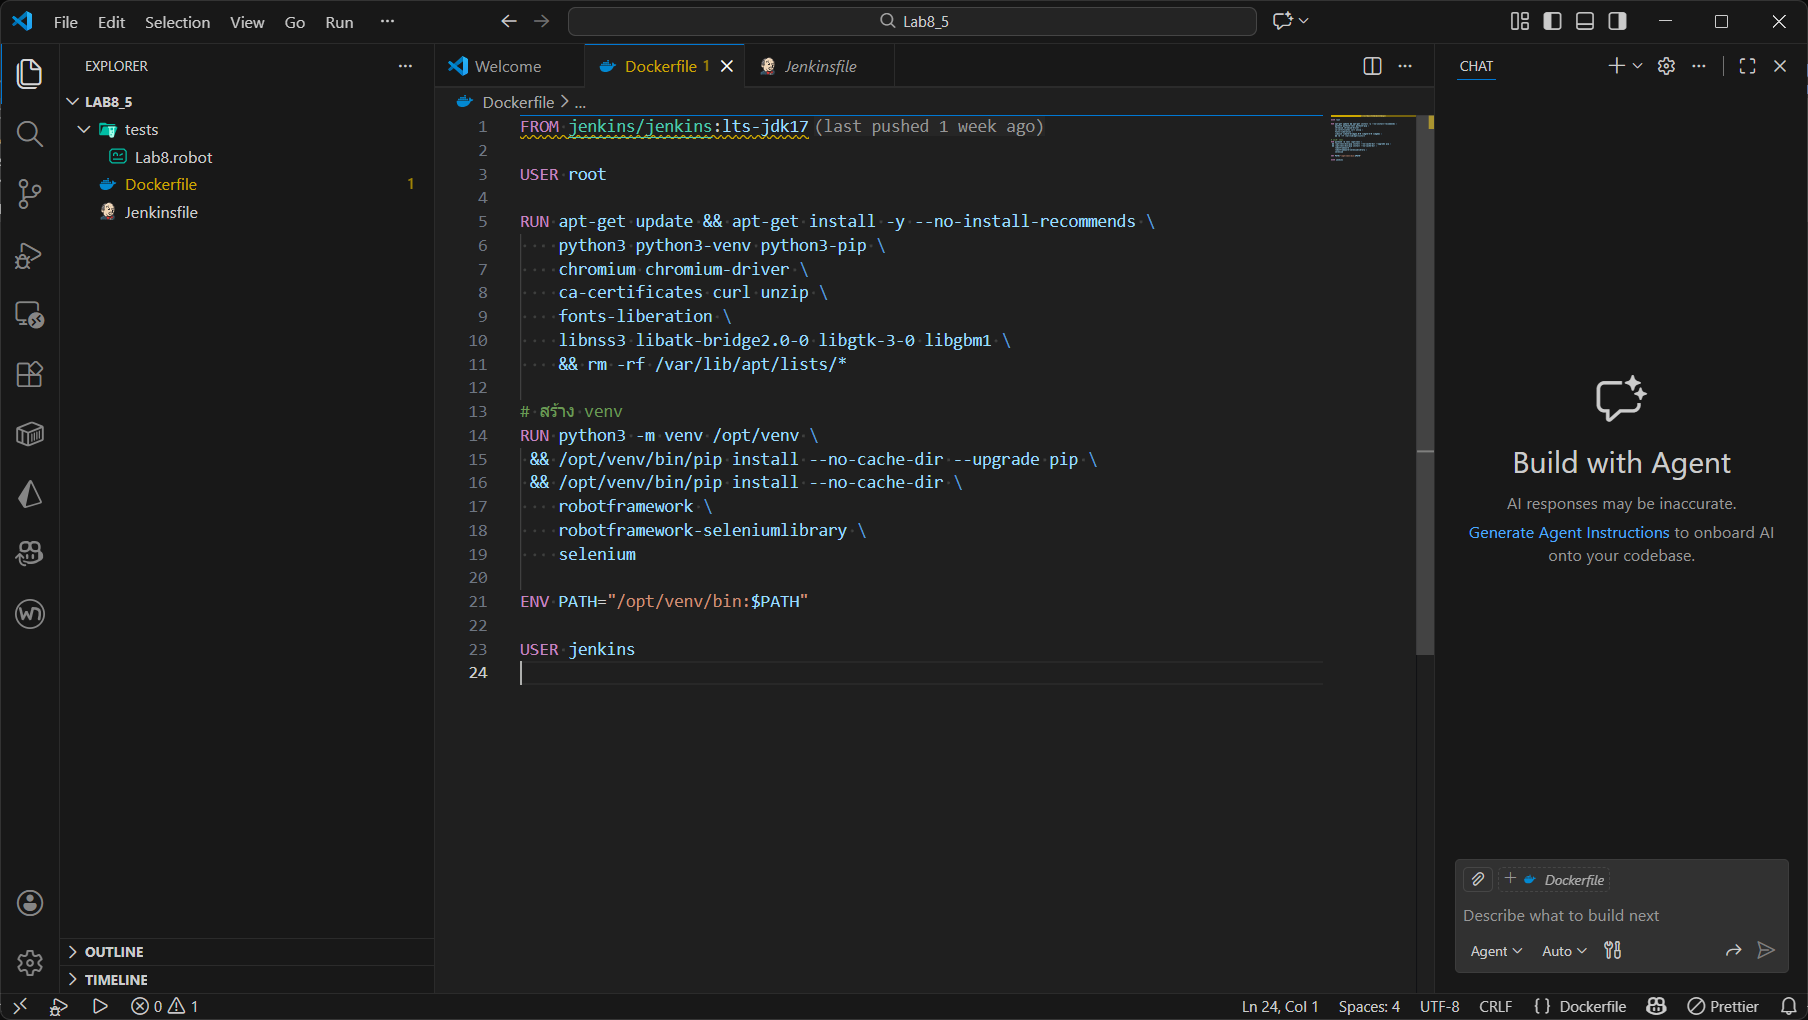 File Edit Selection View Go Run ···
Lab8_5
EXPLORER ···
LAB8_5
tests
Lab8.robot
Dockerfile 1
Jenkinsfile
OUTLINE
TIMELINE
Welcome
Dockerfile 1
Jenkinsfile
Dockerfile > ...
1 FROM jenkins/jenkins:lts-jdk17 (last pushed 1 week ago)
2
3 USER root
4
5 RUN apt-get update && apt-get install -y --no-install-recommends \
6     python3 python3-venv python3-pip \
7     chromium chromium-driver \
8     ca-certificates curl unzip \
9     fonts-liberation \
10     libnss3 libatk-bridge2.0-0 libgtk-3-0 libgbm1 \
11     && rm -rf /var/lib/apt/lists/*
12
13 # สร้าง venv
14 RUN python3 -m venv /opt/venv \
15  && /opt/venv/bin/pip install --no-cache-dir --upgrade pip \
16  && /opt/venv/bin/pip install --no-cache-dir \
17     robotframework \
18     robotframework-seleniumlibrary \
19     selenium
20
21 ENV PATH="/opt/venv/bin:$PATH"
22
23 USER jenkins
24
CHAT
Build with Agent
AI responses may be inaccurate.
Generate Agent Instructions to onboard AI
onto your codebase.
Dockerfile
Describe what to build next
Agent Auto
0 1 Ln 24, Col 1 Spaces: 4 UTF-8 CRLF {} Dockerfile Prettier